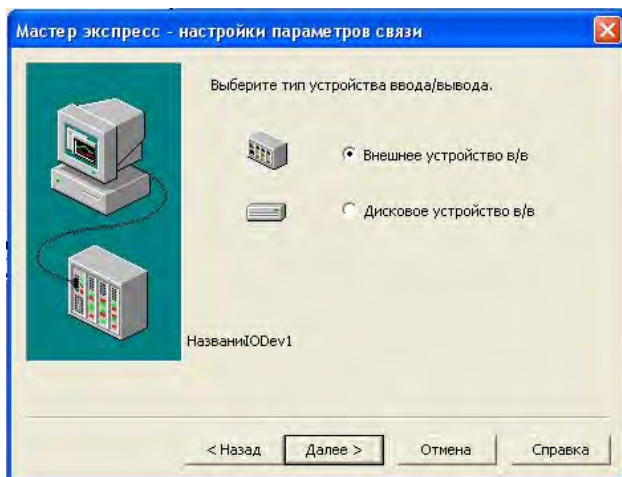 Мастер экспресс - настройки параметров связи
Выберите тип устройства ввода/вывода.
Внешнее устройство в/в
Дисковое устройство в/в
НазваниIODev1
< Назад
Далее >
Отмена
Справка